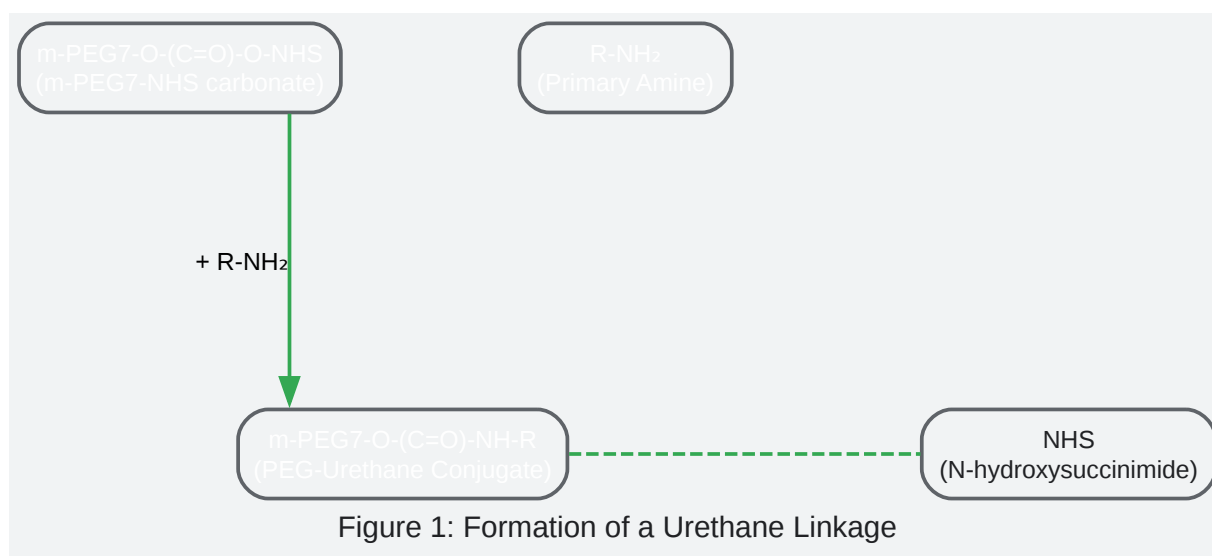 m-PEG7-O-(C=O)-O-NHS
(m-PEG7-NHS carbonate)
R-NH₂
(Primary Amine)
+ R-NH₂
m-PEG7-O-(C=O)-NH-R
(PEG-Urethane Conjugate)
NHS
(N-hydroxysuccinimide)
Figure 1: Formation of a Urethane Linkage